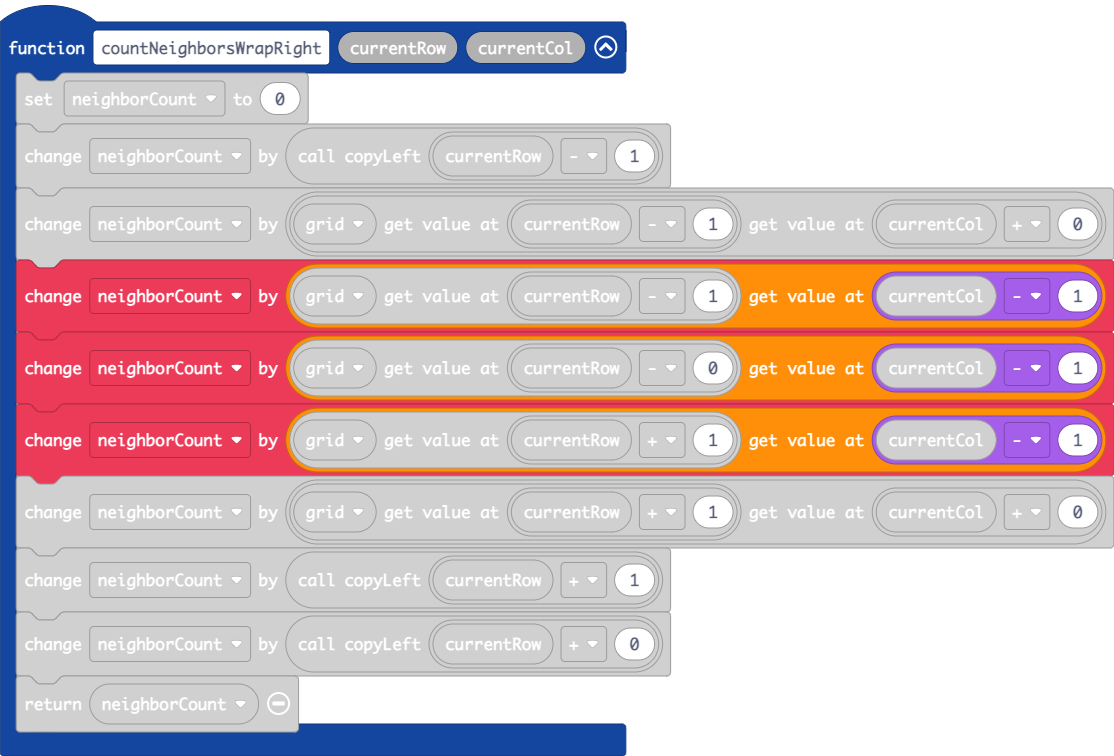 function countNeighborsWrapRight currentRow currentCol
set neighborCount to 0
change neighborCount by call copyLeft currentRow - 1
change neighborCount by grid get value at currentRow - 1 get value at currentCol + 0
change neighborCount by grid get value at currentRow - 1 get value at currentCol - 1
change neighborCount by grid get value at currentRow - 0 get value at currentCol - 1
change neighborCount by grid get value at currentRow + 1 get value at currentCol - 1
change neighborCount by grid get value at currentRow + 1 get value at currentCol + 0
change neighborCount by call copyLeft currentRow + 1
change neighborCount by call copyLeft currentRow + 0
return neighborCount